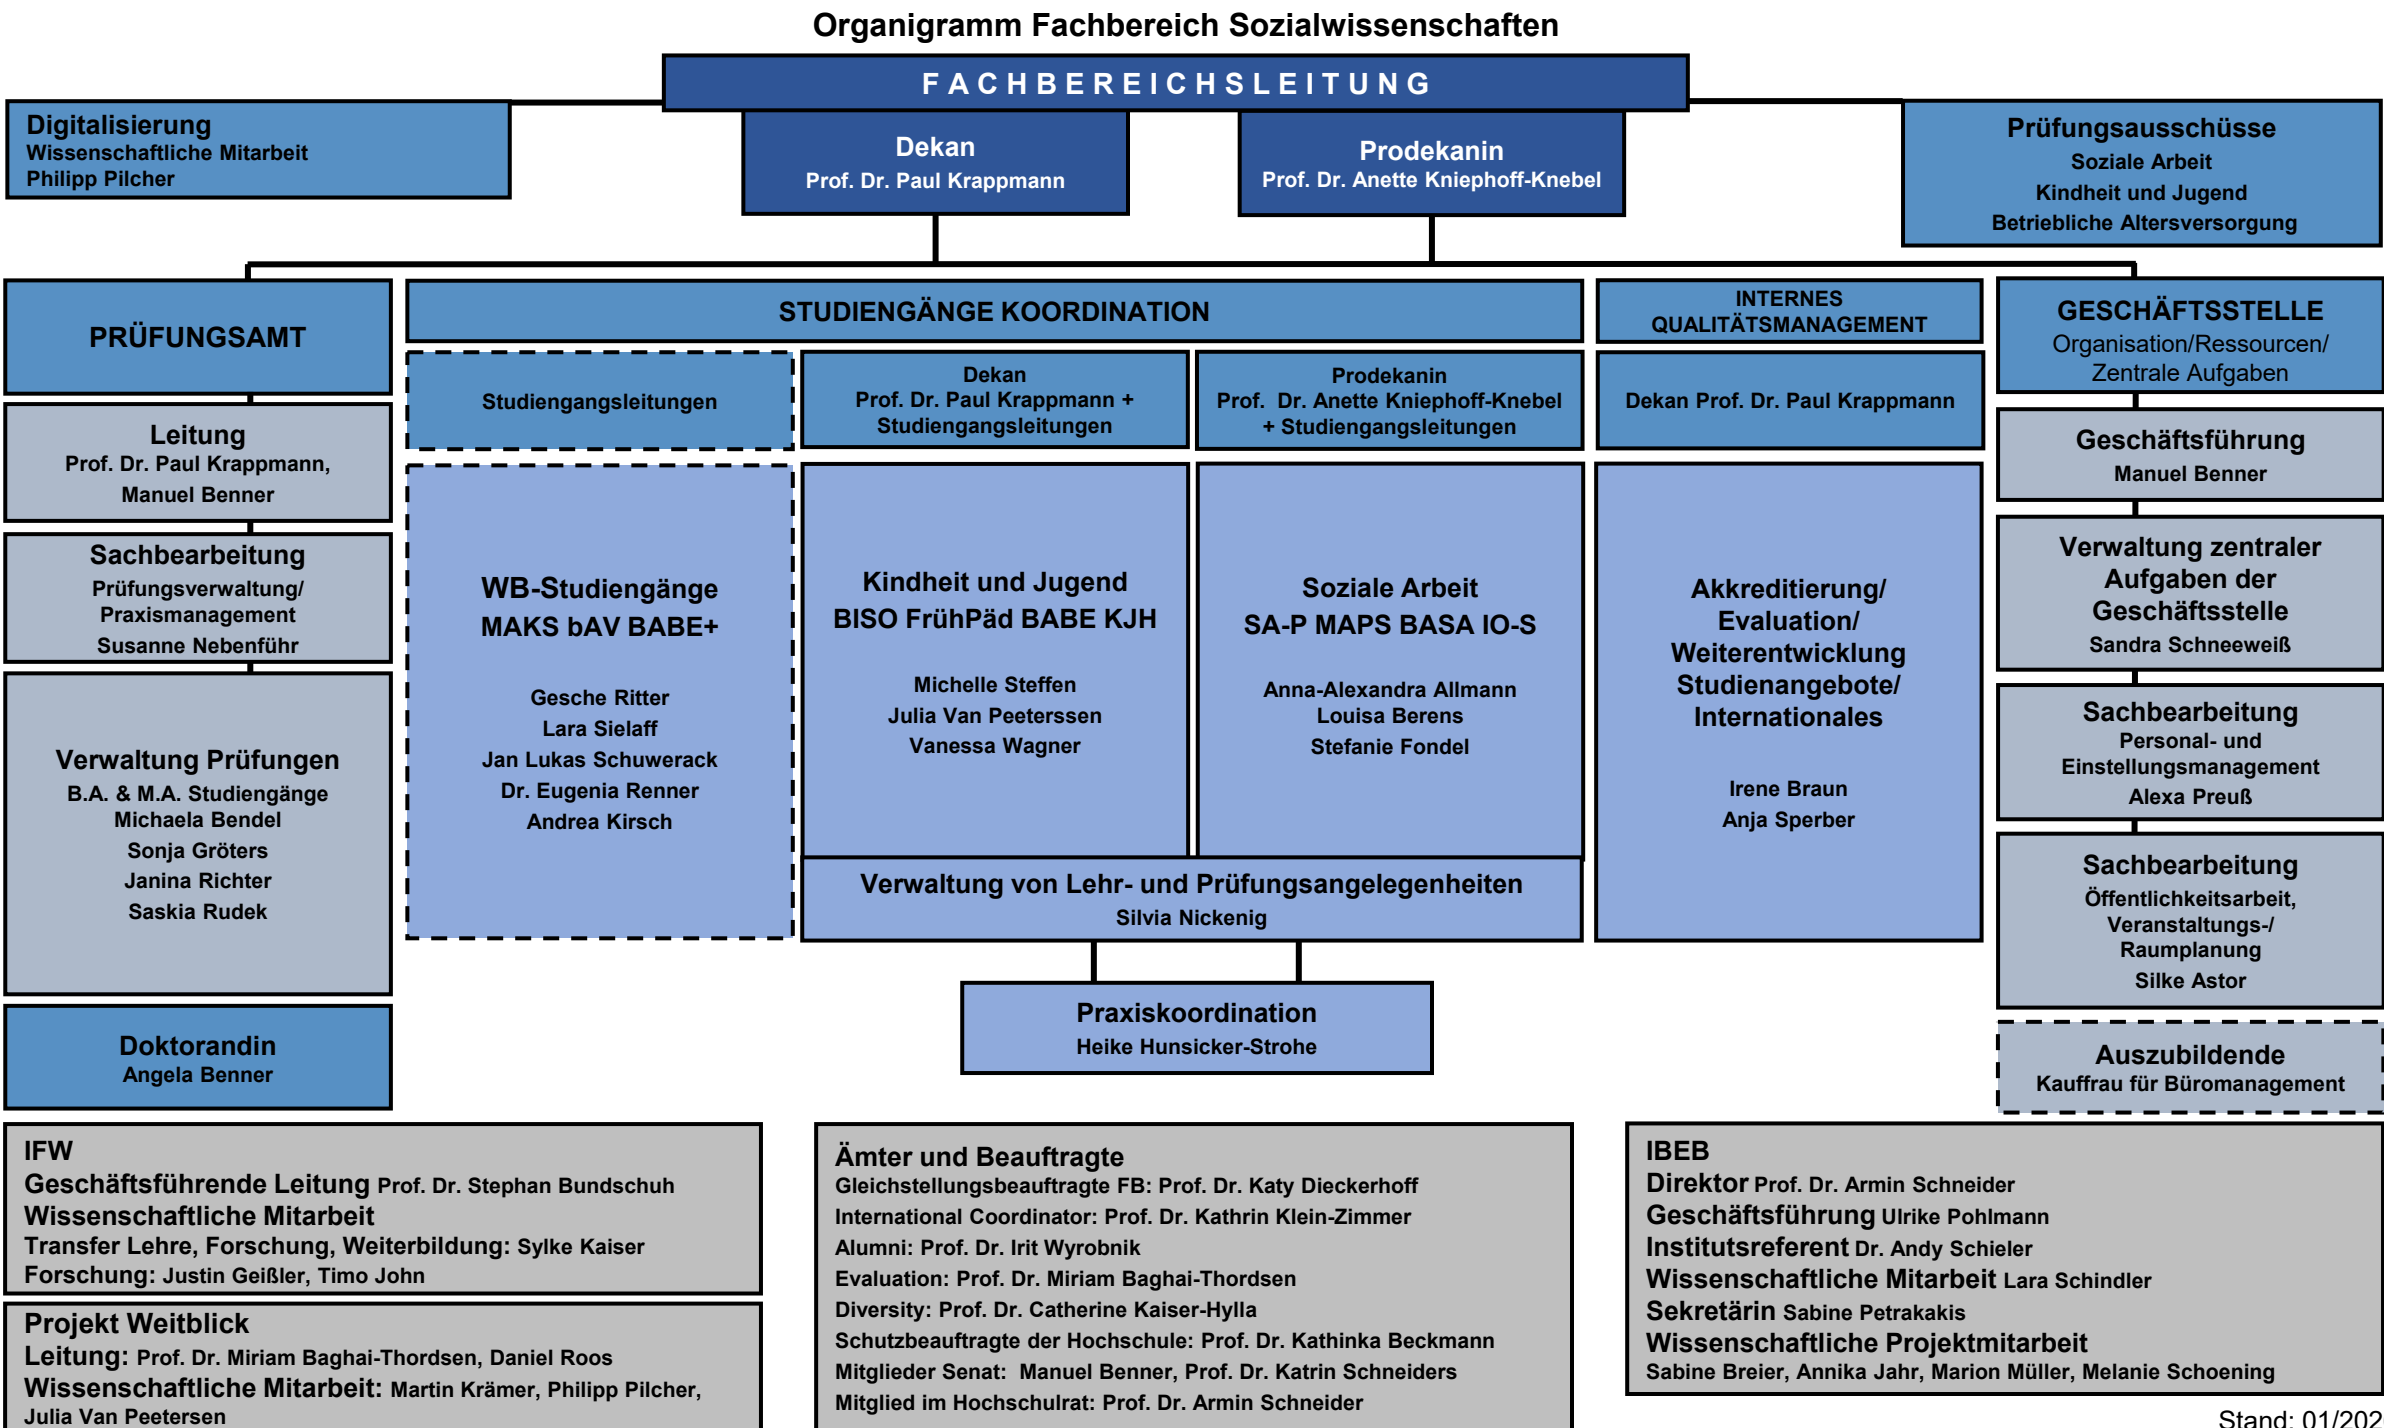 Organigramm Fachbereich Sozialwissenschaften
FACHBEREICHSLEITUNG
Digitalisierung
Wissenschaftliche Mitarbeit
Philipp Pilcher
Dekan
Prof. Dr. Paul Krappmann
Prodekanin
Prof. Dr. Anette Kniephoff-Knebel
Prüfungsausschüsse
Soziale Arbeit
Kindheit und Jugend
Betriebliche Altersversorgung
PRÜFUNGSAMT
Leitung
Prof. Dr. Paul Krappmann,
Manuel Benner
Sachbearbeitung
Prüfungsverwaltung/
Praxismanagement
Susanne Nebenführ
Verwaltung Prüfungen
B.A. & M.A. Studiengänge
Michaela Bendel
Sonja Gröters
Janina Richter
Saskia Rudek
Doktorandin
Angela Benner
STUDIENGÄNGE KOORDINATION
Studiengangsleitungen
WB-Studiengänge
MAKS bAV BABE+
Gesche Ritter
Lara Sielaff
Jan Lukas Schuwerack
Dr. Eugenia Renner
Andrea Kirsch
Dekan
Prof. Dr. Paul Krappmann +
Studiengangsleitungen
Kindheit und Jugend
BISO FrühPäd BABE KJH
Michelle Steffen
Julia Van Peeterssen
Vanessa Wagner
Prodekanin
Prof. Dr. Anette Kniephoff-Knebel
+ Studiengangsleitungen
Soziale Arbeit
SA-P MAPS BASA IO-S
Anna-Alexandra Allmann
Louisa Berens
Stefanie Fondel
Verwaltung von Lehr- und Prüfungsangelegenheiten
Silvia Nickenig
Praxiskoordination
Heike Hunsicker-Strohe
INTERNES
QUALITÄTSMANAGEMENT
Dekan Prof. Dr. Paul Krappmann
Akkreditierung/
Evaluation/
Weiterentwicklung
Studienangebote/
Internationales
Irene Braun
Anja Sperber
GESCHÄFTSSTELLE
Organisation/Ressourcen/
Zentrale Aufgaben
Geschäftsführung
Manuel Benner
Verwaltung zentraler
Aufgaben der
Geschäftsstelle
Sandra Schneeweiß
Sachbearbeitung
Personal- und
Einstellungsmanagement
Alexa Preuß
Sachbearbeitung
Öffentlichkeitsarbeit,
Veranstaltungs-/
Raumplanung
Silke Astor
Auszubildende
Kauffrau für Büromanagement
IFW
Geschäftsführende Leitung Prof. Dr. Stephan Bundschuh
Wissenschaftliche Mitarbeit
Transfer Lehre, Forschung, Weiterbildung: Sylke Kaiser
Forschung: Justin Geißler, Timo John
Projekt Weitblick
Leitung: Prof. Dr. Miriam Baghai-Thordsen, Daniel Roos
Wissenschaftliche Mitarbeit: Martin Krämer, Philipp Pilcher,
Julia Van Peetersen
Ämter und Beauftragte
Gleichstellungsbeauftragte FB: Prof. Dr. Katy Dieckerhoff
International Coordinator: Prof. Dr. Kathrin Klein-Zimmer
Alumni: Prof. Dr. Irit Wyrobnik
Evaluation: Prof. Dr. Miriam Baghai-Thordsen
Diversity: Prof. Dr. Catherine Kaiser-Hylla
Schutzbeauftragte der Hochschule: Prof. Dr. Kathinka Beckmann
Mitglieder Senat: Manuel Benner, Prof. Dr. Katrin Schneiders
Mitglied im Hochschulrat: Prof. Dr. Armin Schneider
IBEB
Direktor Prof. Dr. Armin Schneider
Geschäftsführung Ulrike Pohlmann
Institutsreferent Dr. Andy Schieler
Wissenschaftliche Mitarbeit Lara Schindler
Sekretärin Sabine Petrakakis
Wissenschaftliche Projektmitarbeit
Sabine Breier, Annika Jahr, Marion Müller, Melanie Schoening
Stand: